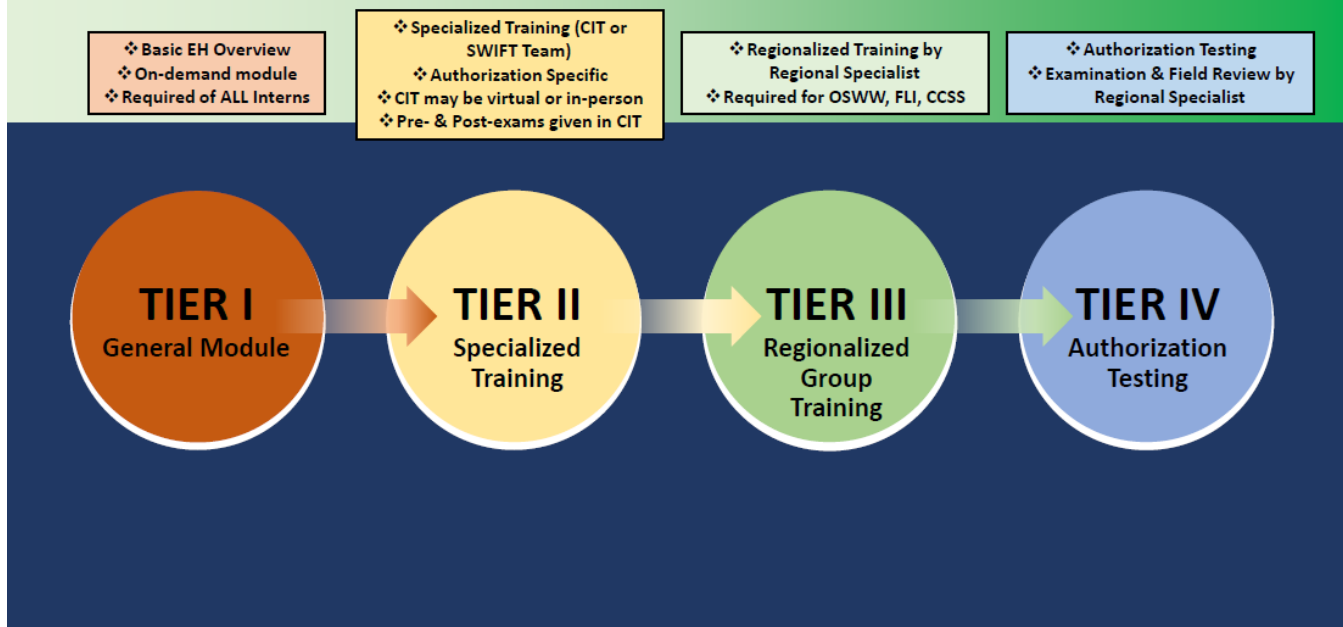 ❖ Basic EH Overview
❖ On-demand module
❖ Required of ALL Interns
❖ Specialized Training (CIT or
SWIFT Team)
❖ Authorization Specific
❖ CIT may be virtual or in-person
❖ Pre- & Post-exams given in CIT
❖ Regionalized Training by
Regional Specialist
❖ Required for OSWW, FLI, CCSS
❖ Authorization Testing
❖ Examination & Field Review by
Regional Specialist
TIER I
General Module
TIER II
Specialized
Training
TIER III
Regionalized
Group
Training
TIER IV
Authorization
Testing